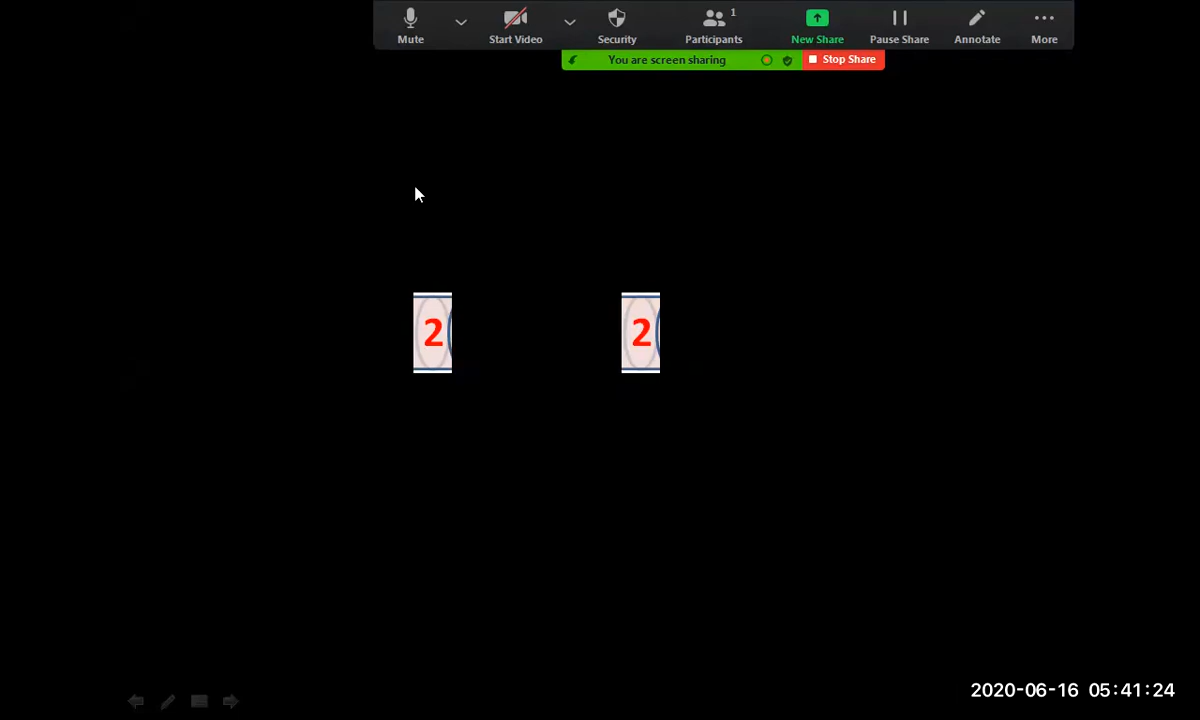 1
Mute Start Video Security Participants New Share Pause Share Annotate More
You are screen sharing Stop Share
2 2
2020-06-16 05:41:24